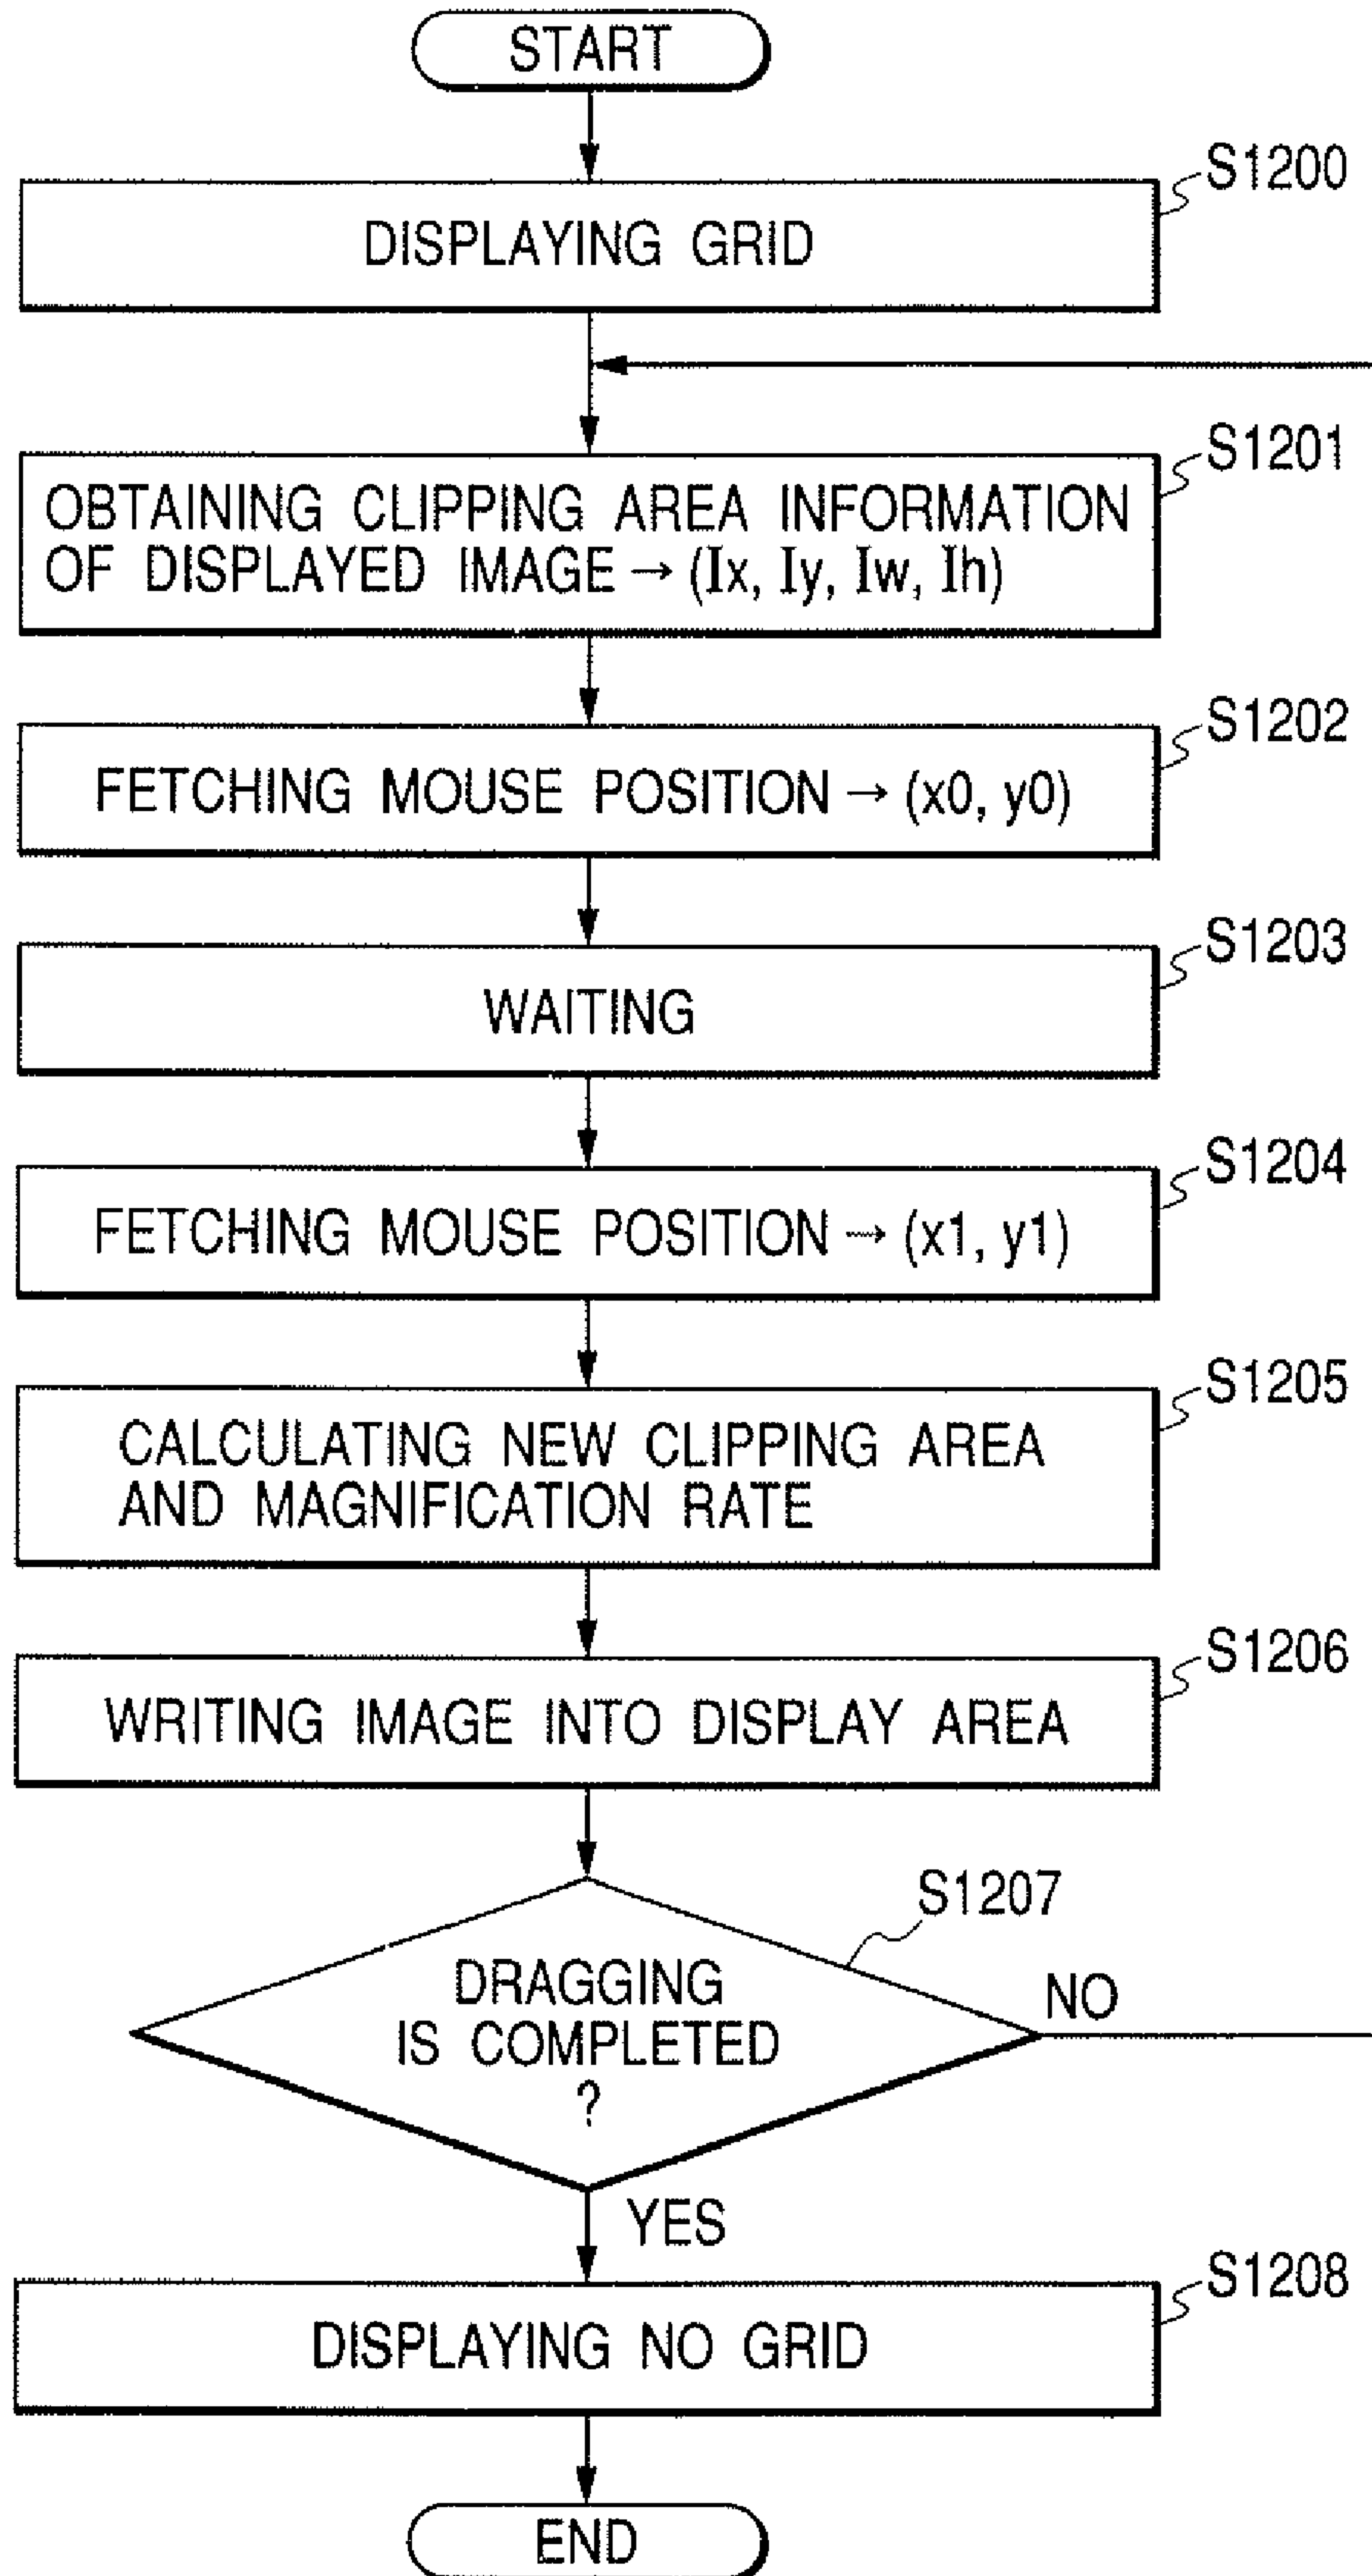 START
S1200
DISPLAYING GRID
S1201
OBTAINING CLIPPING AREA INFORMATION
OF DISPLAYED IMAGE → (Ix, Iy, Iw, Ih)
S1202
FETCHING MOUSE POSITION → (x0, y0)
S1203
WAITING
S1204
FETCHING MOUSE POSITION → (x1, y1)
S1205
CALCULATING NEW CLIPPING AREA
AND MAGNIFICATION RATE
S1206
WRITING IMAGE INTO DISPLAY AREA
S1207
DRAGGING
IS COMPLETED
?
NO
YES
S1208
DISPLAYING NO GRID
END